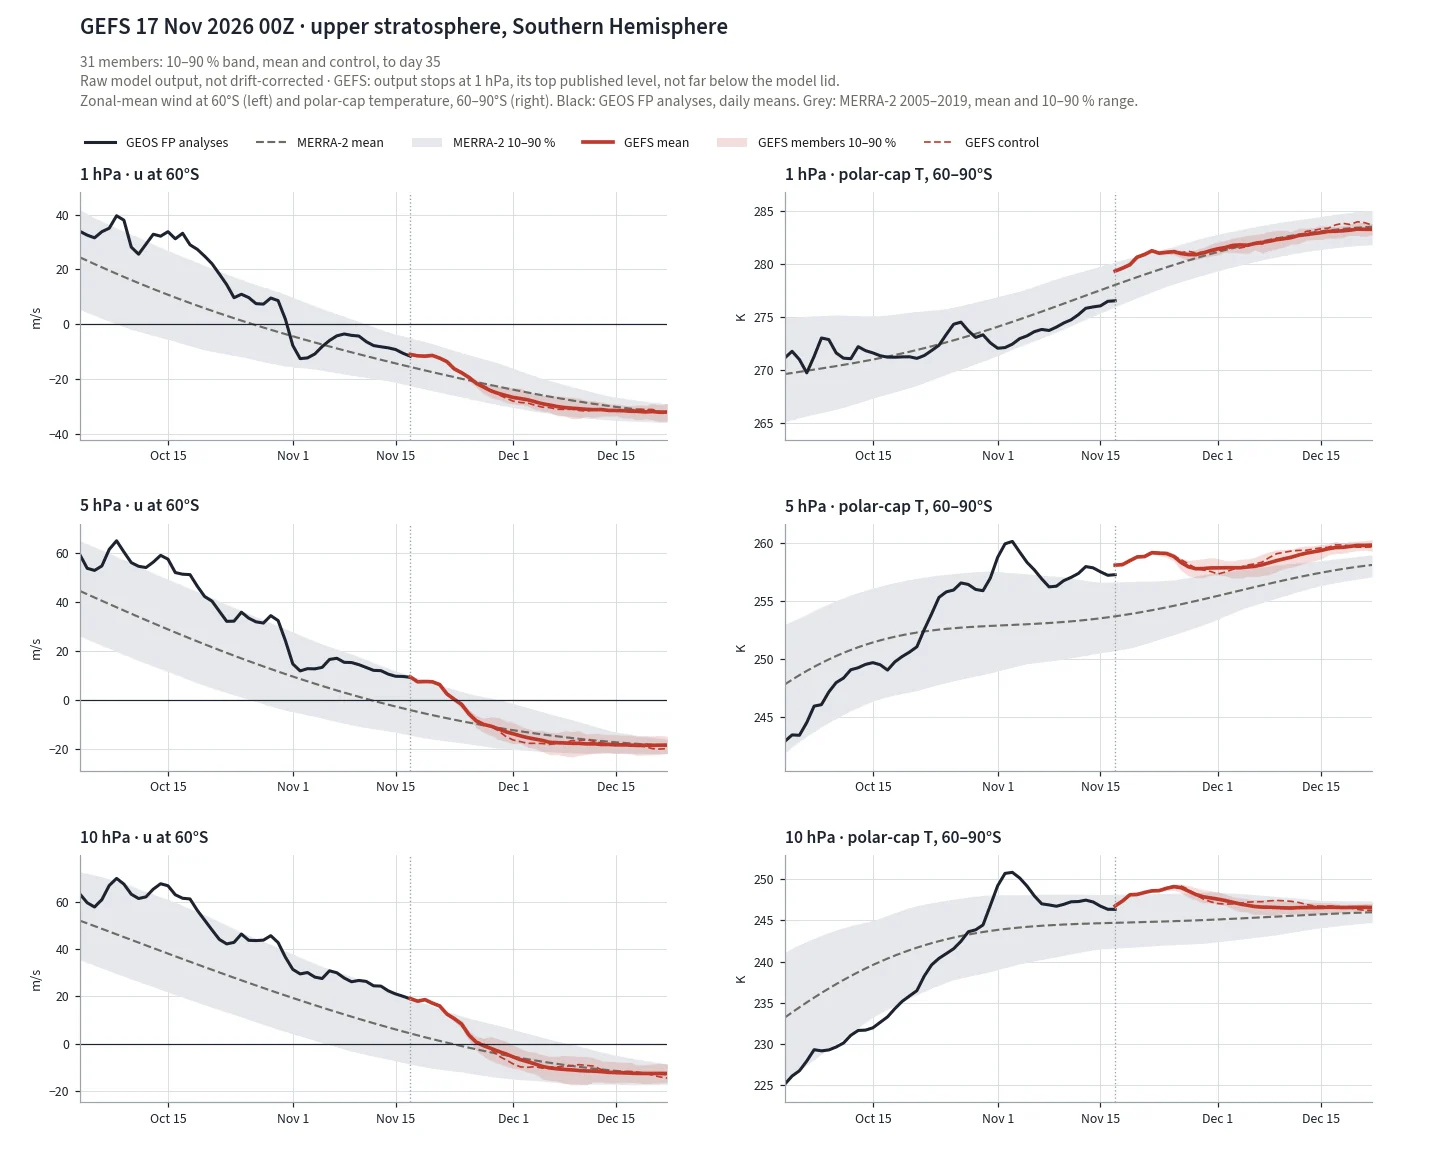 GEFS 17 Nov 2026 00Z · upper stratosphere, Southern Hemisphere
31 members: 10–90 % band, mean and control, to day 35
Raw model output, not drift-corrected · GEFS: output stops at 1 hPa, its top published level, not far below the model lid.
Zonal-mean wind at 60°S (left) and polar-cap temperature, 60–90°S (right). Black: GEOS FP analyses, daily means. Grey: MERRA-2 2005–2019, mean and 10–90 % range.
GEOS FP analyses MERRA-2 mean MERRA-2 10–90 % GEFS mean GEFS members 10–90 % GEFS control
1 hPa · u at 60°S
40
20
0
−20
−40
m/s
Oct 15 Nov 1 Nov 15 Dec 1 Dec 15
1 hPa · polar-cap T, 60–90°S
285
280
275
270
265
K
Oct 15 Nov 1 Nov 15 Dec 1 Dec 15
5 hPa · u at 60°S
60
40
20
0
−20
m/s
Oct 15 Nov 1 Nov 15 Dec 1 Dec 15
5 hPa · polar-cap T, 60–90°S
260
255
250
245
K
Oct 15 Nov 1 Nov 15 Dec 1 Dec 15
10 hPa · u at 60°S
60
40
20
0
−20
m/s
Oct 15 Nov 1 Nov 15 Dec 1 Dec 15
10 hPa · polar-cap T, 60–90°S
250
245
240
235
230
225
K
Oct 15 Nov 1 Nov 15 Dec 1 Dec 15